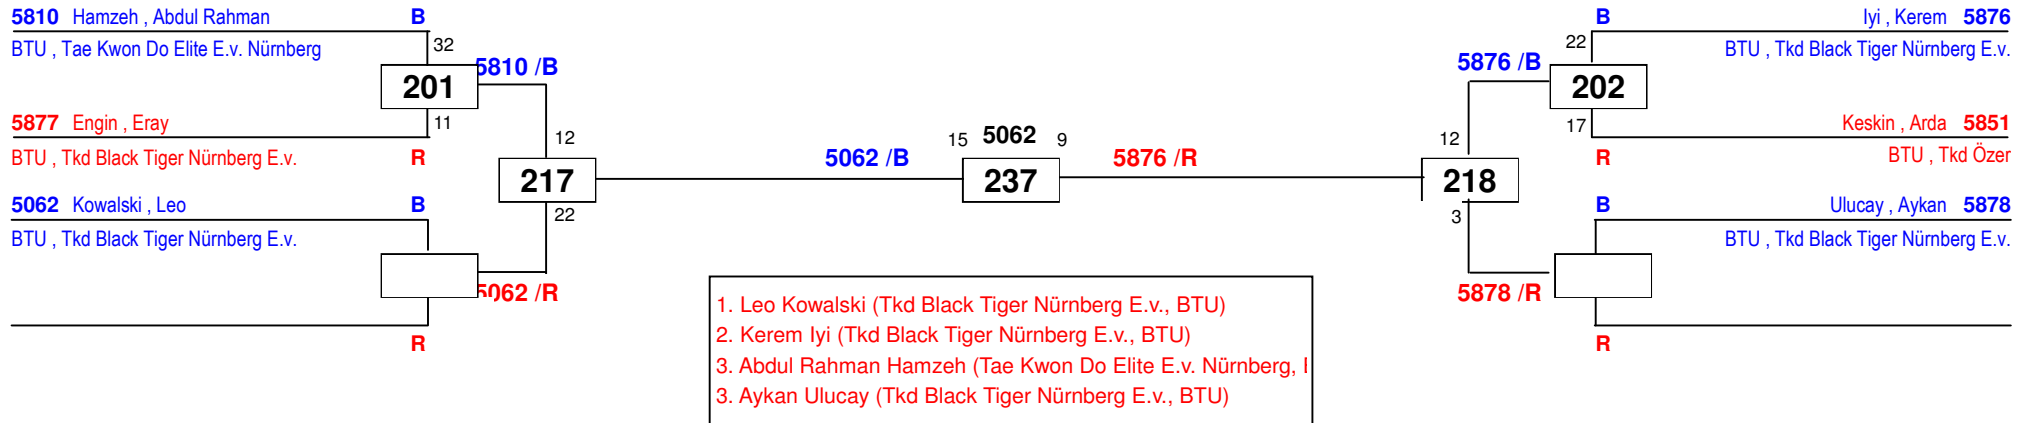 5810 Hamzeh , Abdul Rahman B
BTU , Tae Kwon Do Elite E.v. Nürnberg
32
5810 /B
201
11
5877 Engin , Eray
BTU , Tkd Black Tiger Nürnberg E.v. R
12
217
22
5062 Kowalski , Leo B
BTU , Tkd Black Tiger Nürnberg E.v.
5062 /R
R
5062 /B
15 5062 9
237
5876 /R
B Iyi , Kerem 5876
22
BTU , Tkd Black Tiger Nürnberg E.v.
5876 /B
202
17
Keskin , Arda 5851
R BTU , Tkd Özer
12
218
3
B Ulucay , Aykan 5878
BTU , Tkd Black Tiger Nürnberg E.v.
5878 /R
R
1. Leo Kowalski (Tkd Black Tiger Nürnberg E.v., BTU)
2. Kerem Iyi (Tkd Black Tiger Nürnberg E.v., BTU)
3. Abdul Rahman Hamzeh (Tae Kwon Do Elite E.v. Nürnberg,
3. Aykan Ulucay (Tkd Black Tiger Nürnberg E.v., BTU)